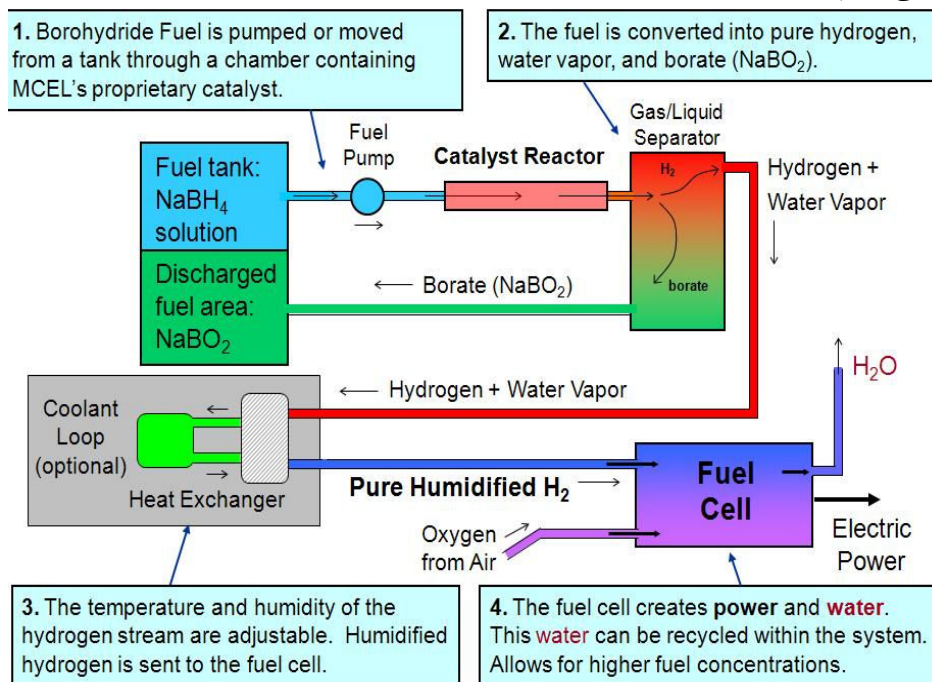 1. Borohydride Fuel is pumped or moved
from a tank through a chamber containing
MCEL's proprietary catalyst.
2. The fuel is converted into pure hydrogen,
water vapor, and borate (NaBO₂).
Fuel
Pump
Catalyst Reactor
Gas/Liquid
Separator
Fuel tank:
NaBH₄
solution
H₂
Hydrogen +
Water Vapor
Discharged
fuel area:
NaBO₂
Borate (NaBO₂)
borate
H₂O
Hydrogen + Water Vapor
Coolant
Loop
(optional)
Heat Exchanger
Pure Humidified H₂
Fuel
Cell
Oxygen
from Air
Electric
Power
3. The temperature and humidity of the
hydrogen stream are adjustable. Humidified
hydrogen is sent to the fuel cell.
4. The fuel cell creates power and water.
This water can be recycled within the system.
Allows for higher fuel concentrations.